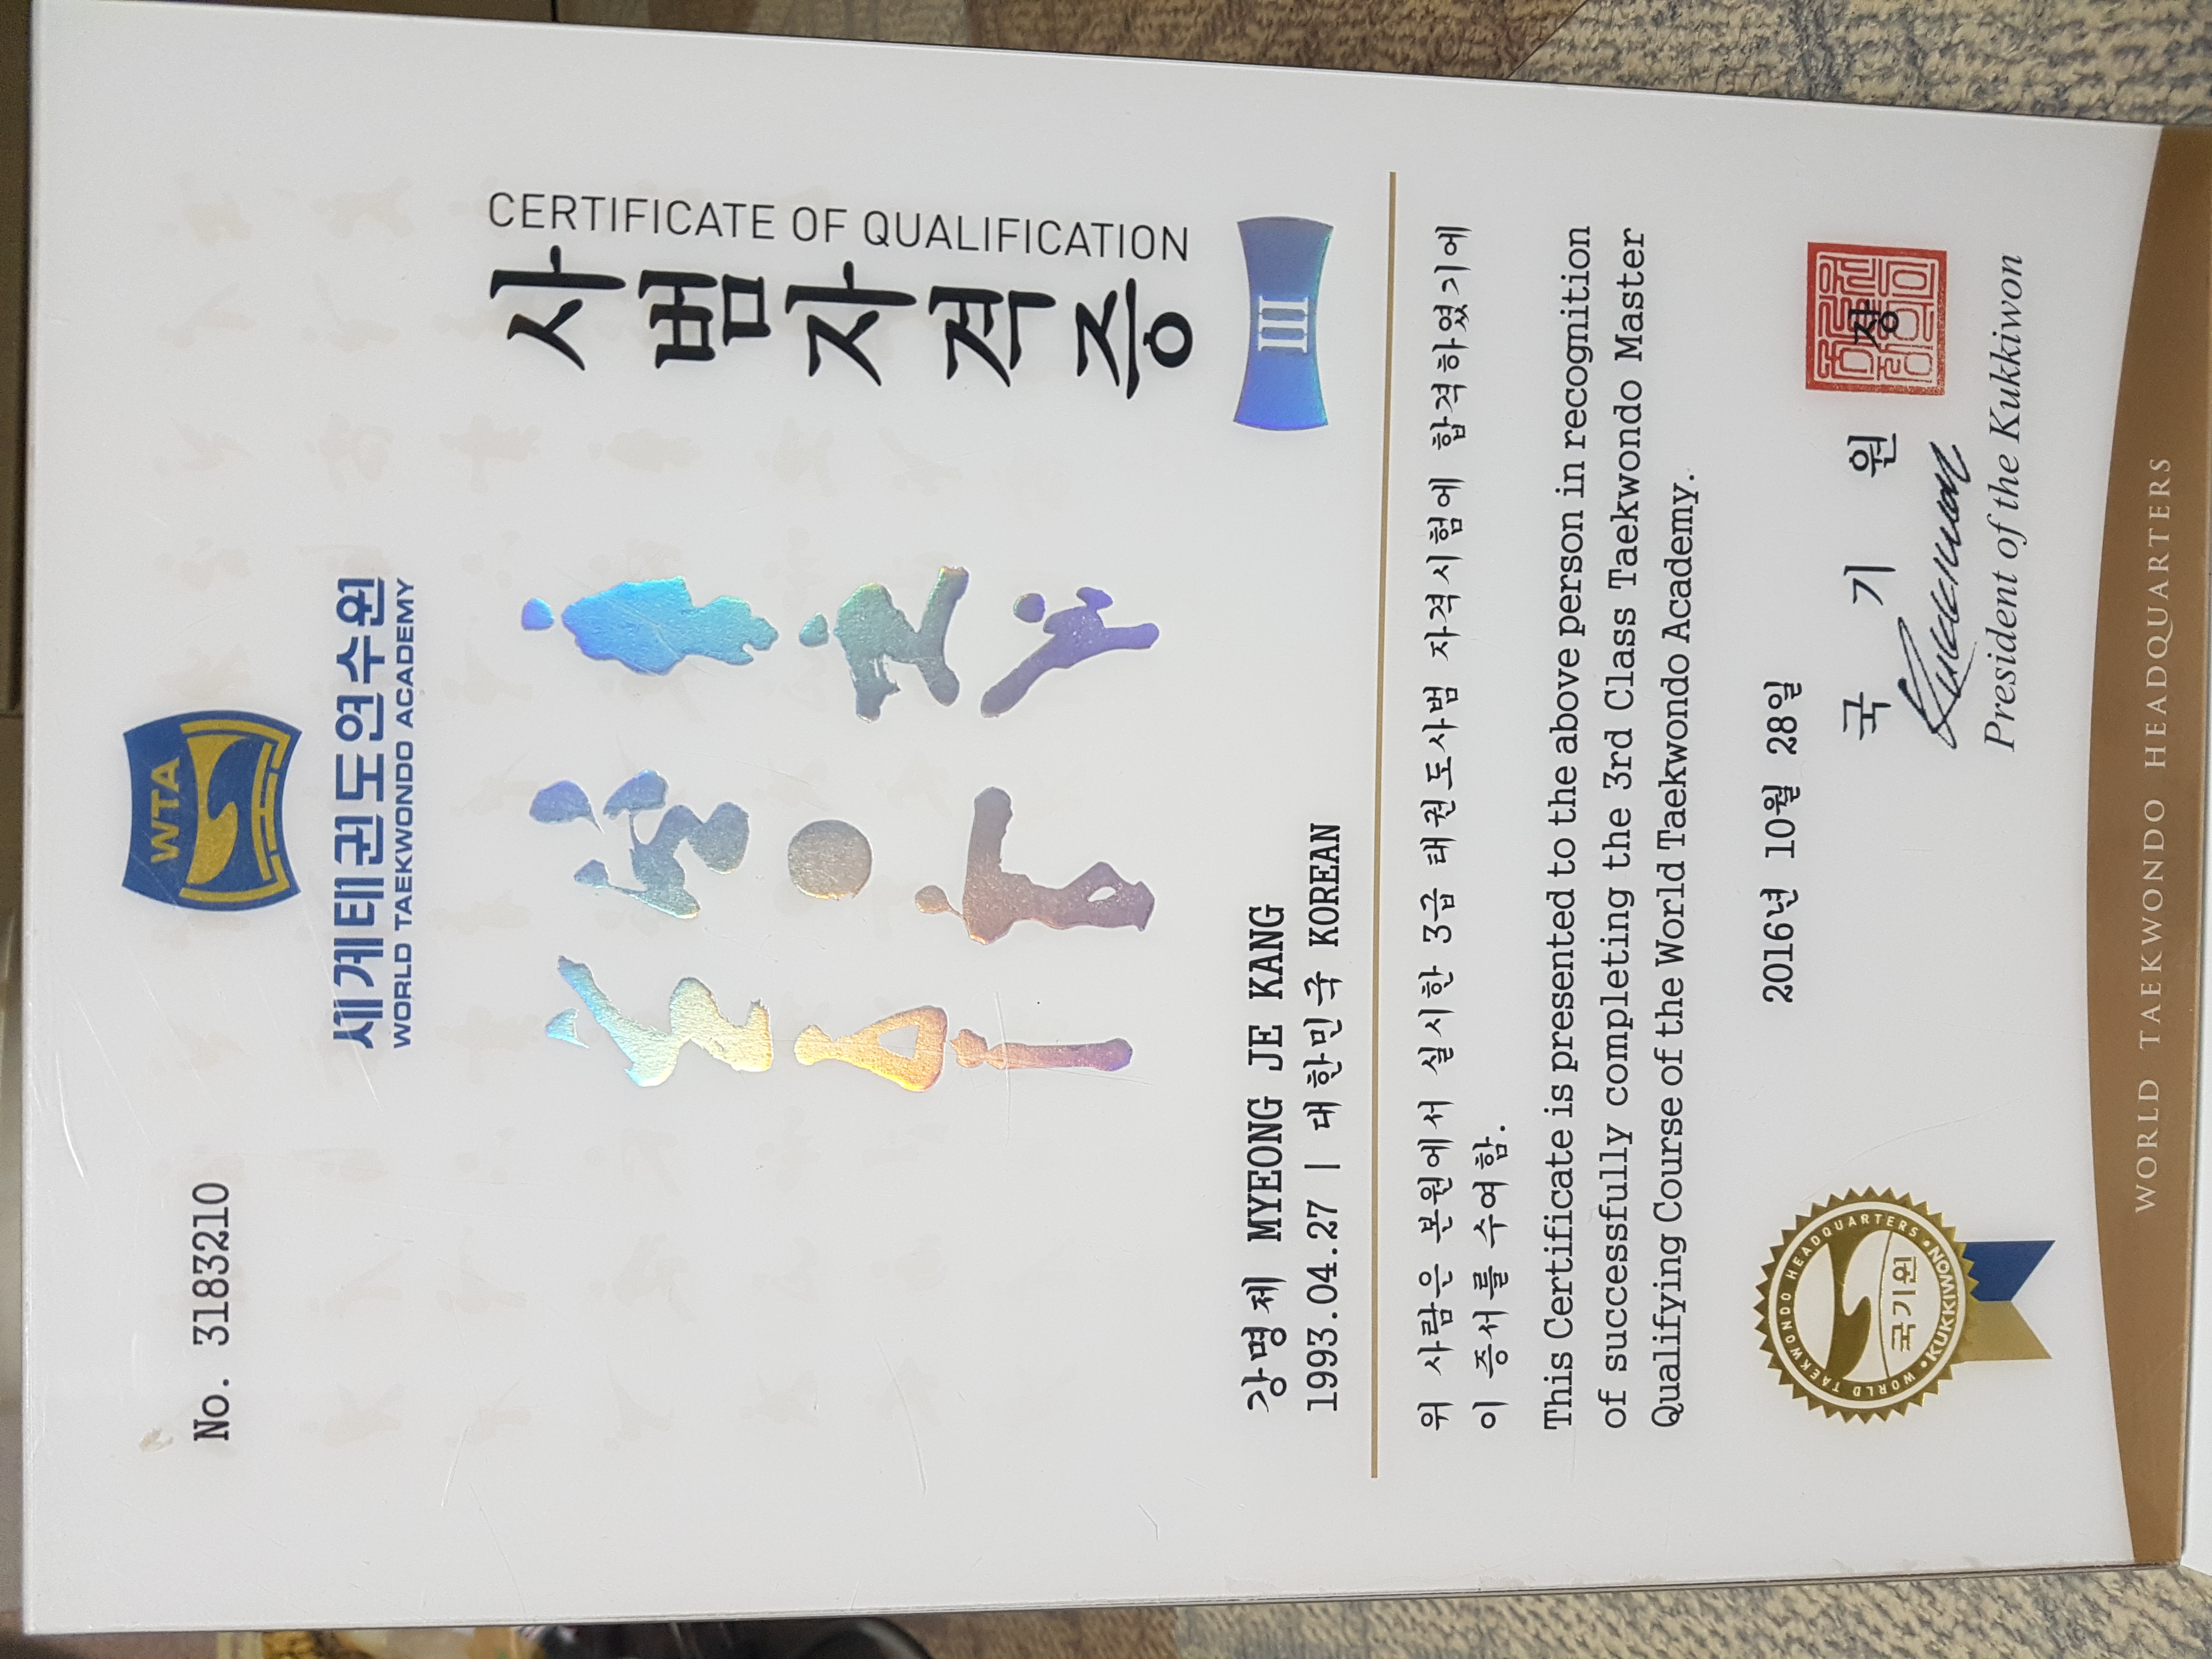 No. 3183210
WTA
세계태권도연수원
WORLD TAEKWONDO ACADEMY
CERTIFICATE OF QUALIFICATION
사범자격증
III
강명제 MYEONG JE KANG
1993.04.27 | 대한민국 KOREAN
위 사람은 본원에서 실시한 3급 태권도사범 자격시험에 합격하였기에
이 증서를 수여함.
This Certificate is presented to the above person in recognition
of successfully completing the 3rd Class Taekwondo Master
Qualifying Course of the World Taekwondo Academy.
2016년 10월 28일
국 기 원 장
President of the Kukkiwon
WORLD TAEKWONDO HEADQUARTERS • KUKKIWON •
국기원
WORLD TAEKWONDO HEADQUARTERS